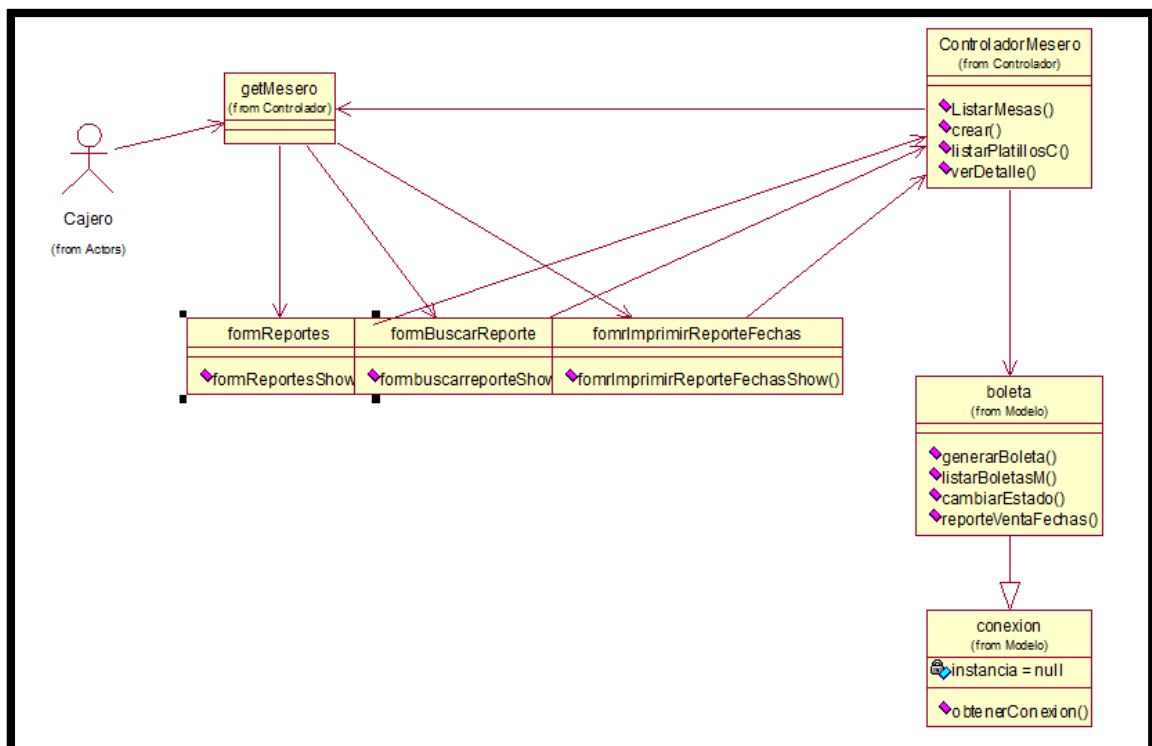 getMesero
(from Controlador)
Cajero
(from Actors)
ControladorMesero
(from Controlador)
ListarMesas()
crear()
listarPlatillosC()
verDetalle()
formReportes
formReportesShow
formBuscarReporte
formbuscarreporteShow
fomrImprimirReporteFechas
fomrImprimirReporteFechasShow()
boleta
(from Modelo)
generarBoleta()
listarBoletasM()
cambiarEstado()
reporteVentaFechas()
conexion
(from Modelo)
instancia = null
obtenerConexion()